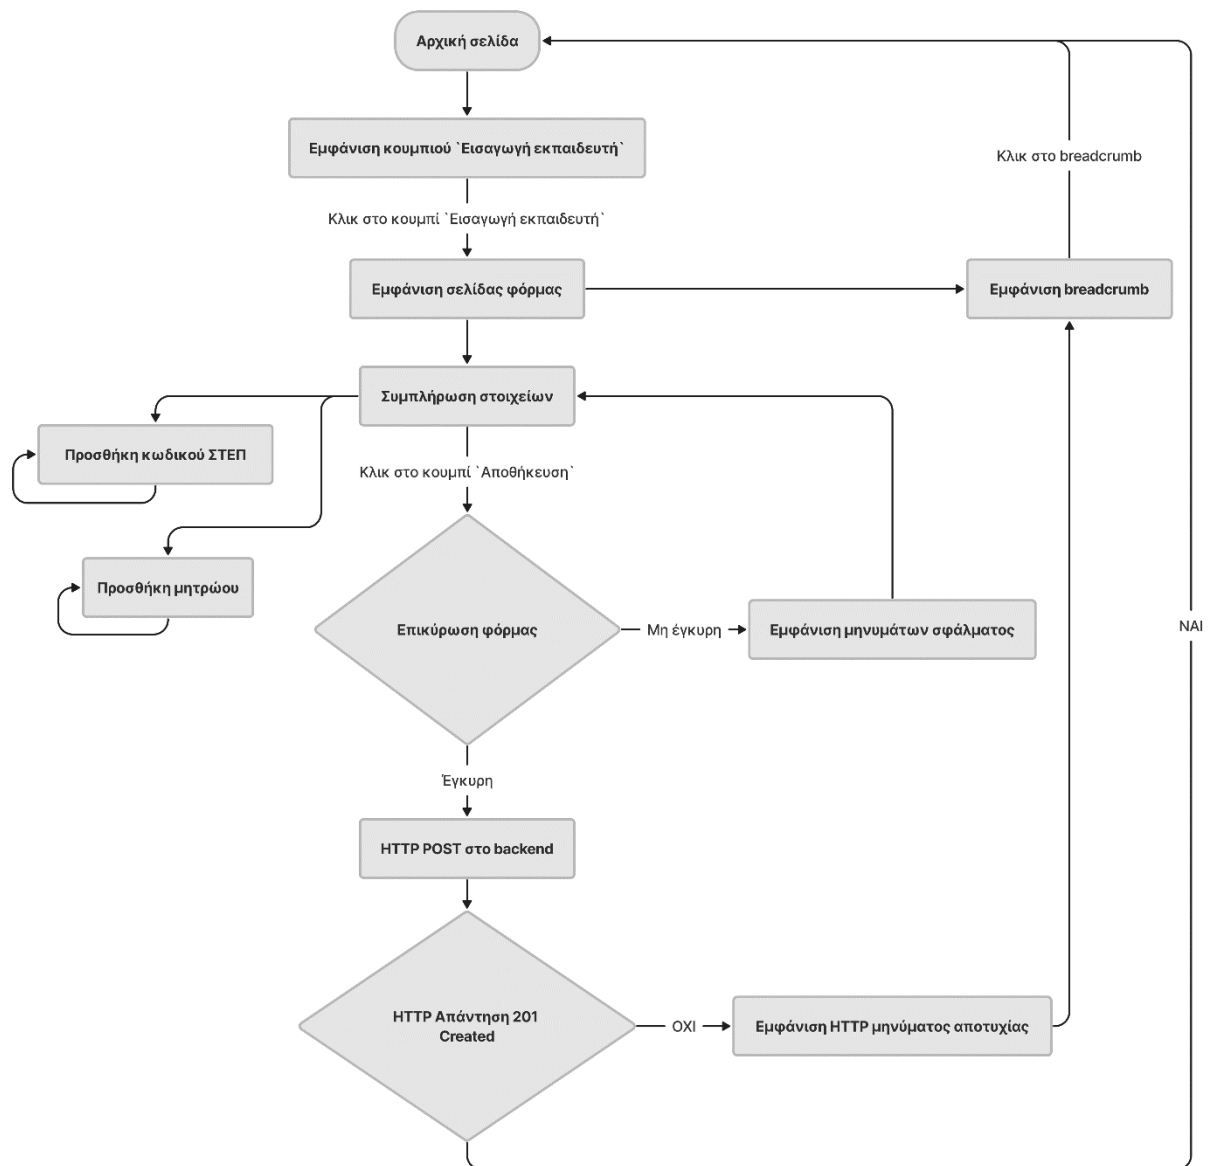 Αρχική σελίδα
Εμφάνιση κουμπιού `Εισαγωγή εκπαιδευτή`
Κλικ στο breadcrumb
Κλικ στο κουμπί `Εισαγωγή εκπαιδευτή`
Εμφάνιση σελίδας φόρμας
Εμφάνιση breadcrumb
Συμπλήρωση στοιχείων
Προσθήκη κωδικού ΣΤΕΠ
Κλικ στο κουμπί `Αποθήκευση`
Προσθήκη μητρώου
Επικύρωση φόρμας
Μη έγκυρη
Εμφάνιση μηνυμάτων σφάλματος
ΝΑΙ
Έγκυρη
HTTP POST στο backend
HTTP Απάντηση 201
Created
ΟΧΙ
Εμφάνιση HTTP μηνύματος αποτυχίας